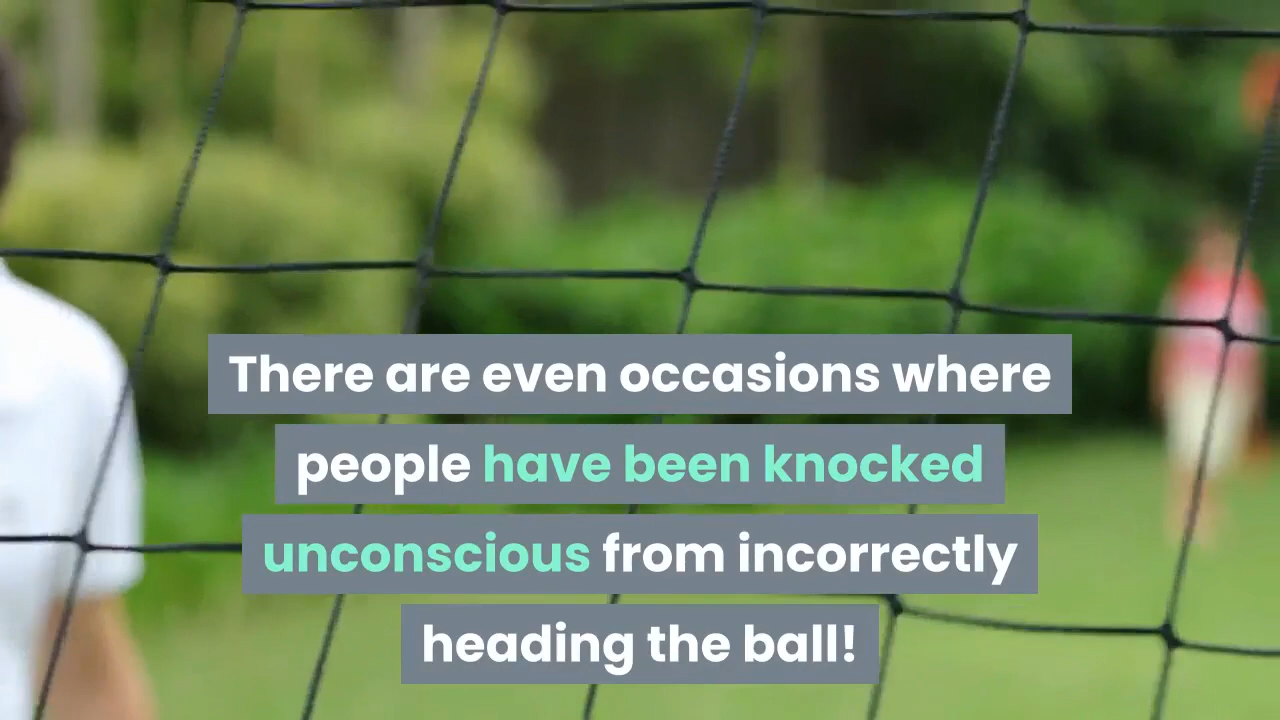 There are even occasions where
people have been knocked
unconscious from incorrectly
heading the ball!